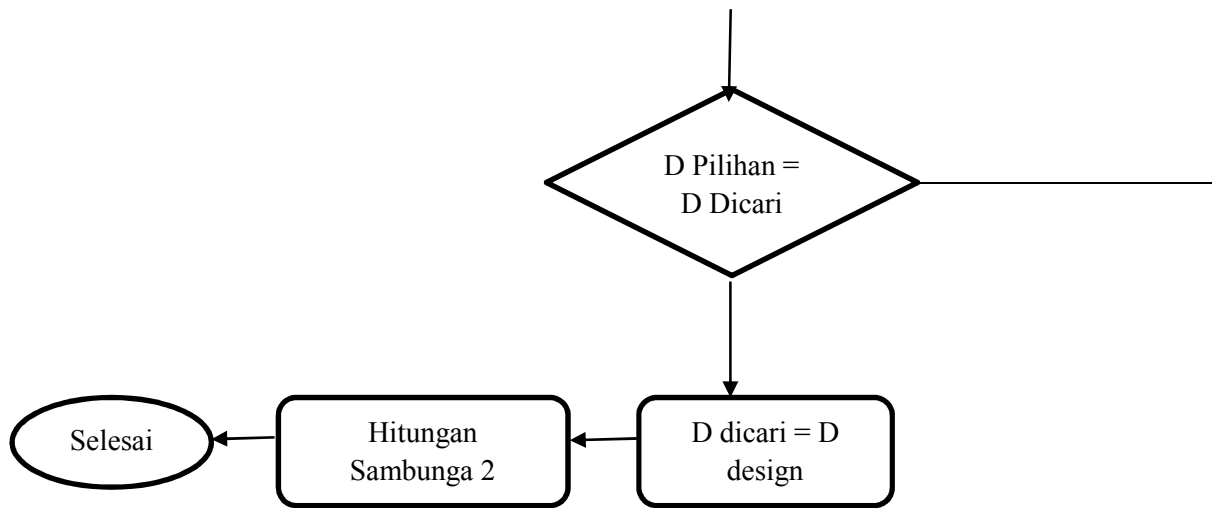 D Pilihan =
D Dicari
Selesai
Hitungan
Sambunga 2
D dicari = D
design